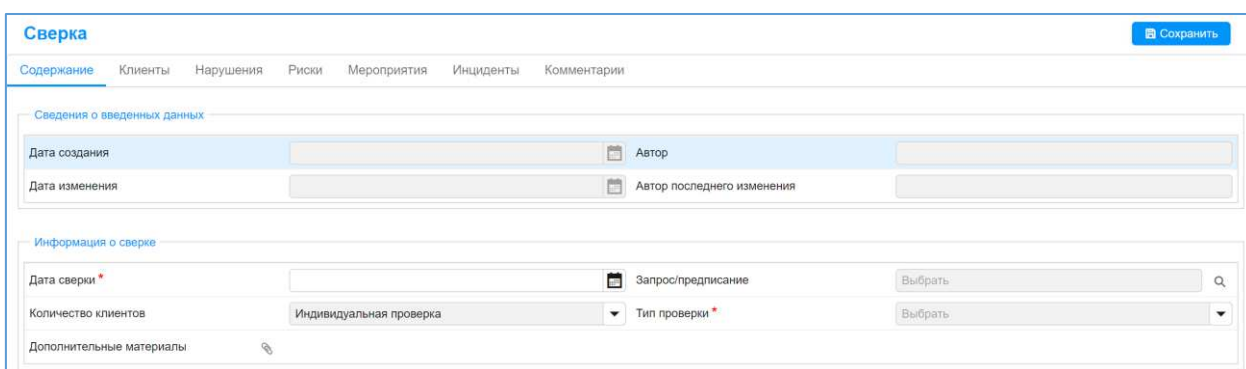 Сверка
Сохранить
Содержание Клиенты Нарушения Риски Мероприятия Инциденты Комментарии
Сведения о введенных данных
Дата создания Автор
Дата изменения Автор последнего изменения
Информация о сверке
Дата сверки * Запрос/предписание Выбрать
Количество клиентов Индивидуальная проверка Тип проверки * Выбрать
Дополнительные материалы